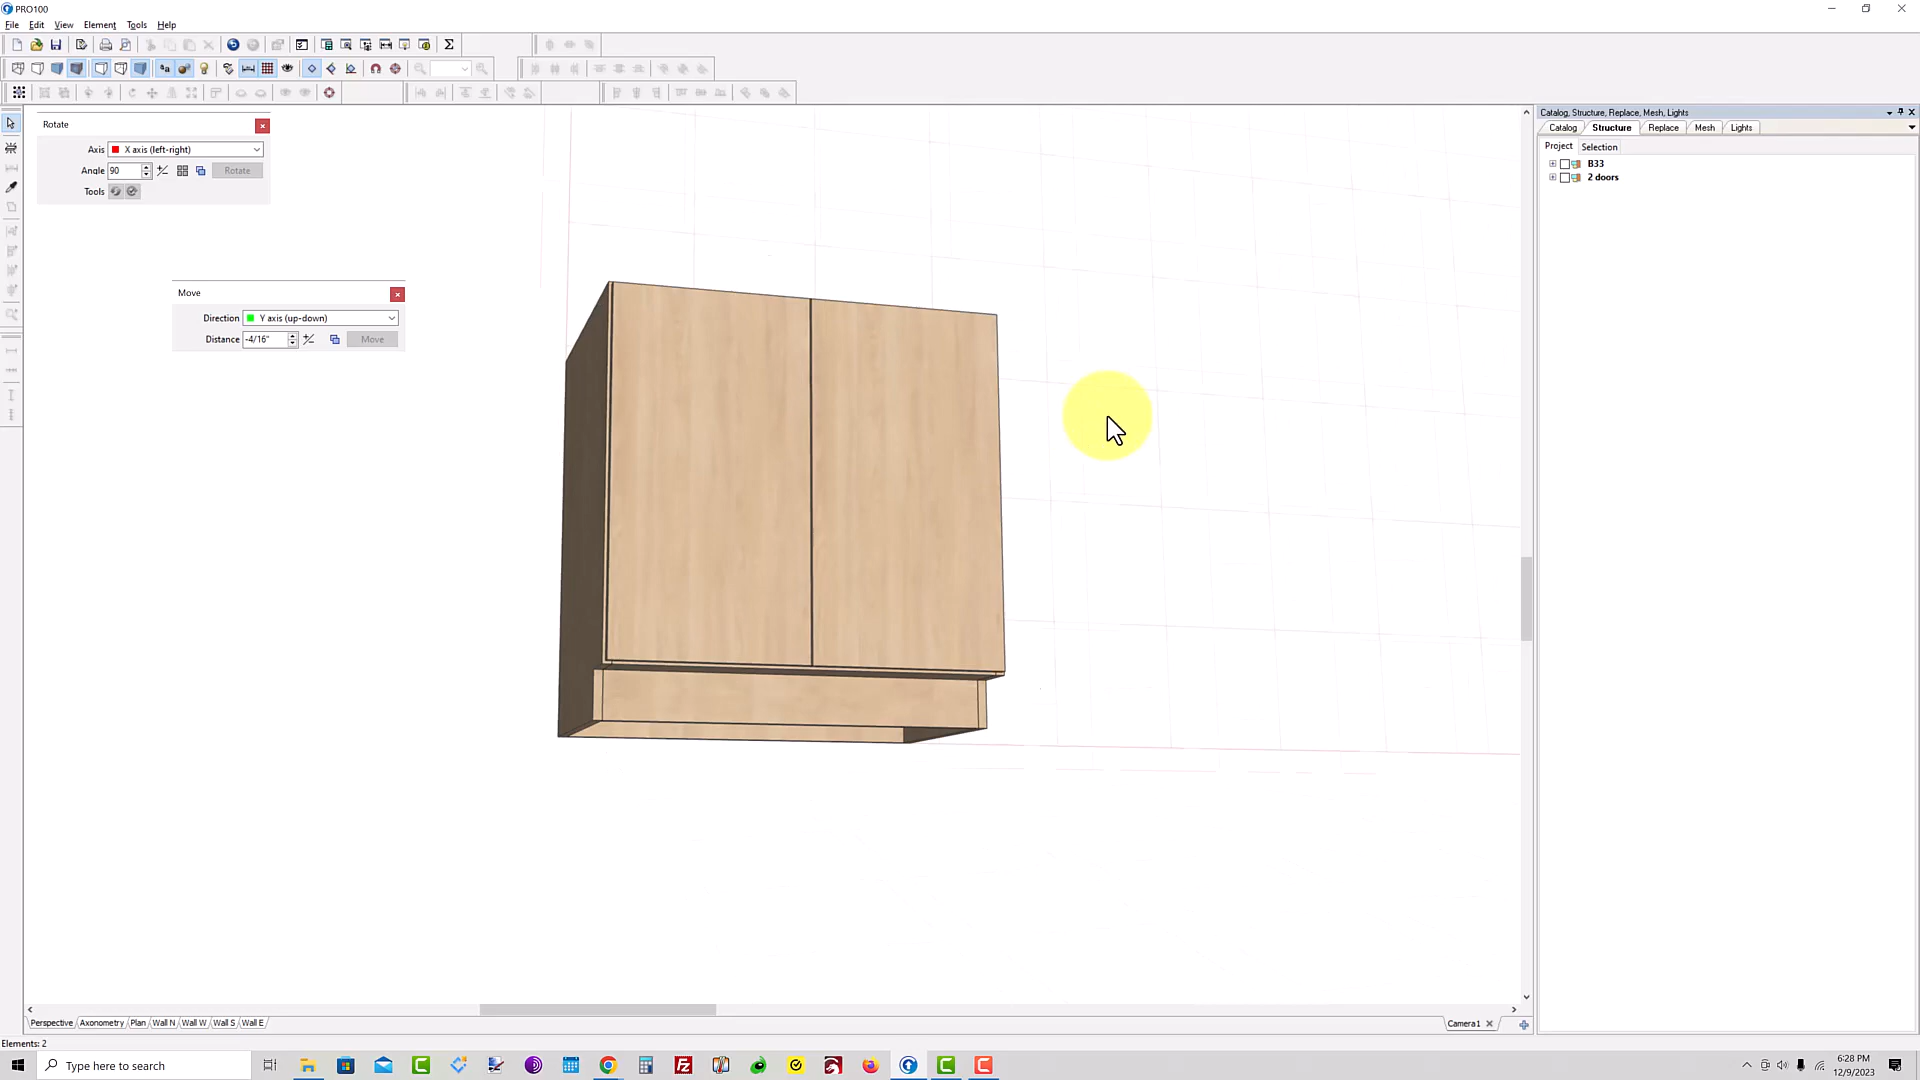 PRO100
File Edit View Element Tools Help
Rotate
Axis X axis (left-right)
Angle 90 Rotate
Tools
Move
Direction Y axis (up-down)
Distance -4/16" Move
Catalog, Structure, Replace, Mesh, Lights
Catalog Structure Replace Mesh Lights
Project Selection
B33
2 doors
Perspective Axonometry Plan Wall N Wall W Wall S Wall E
Camera1
Elements: 2
Type here to search
6:28 PM
12/9/2023